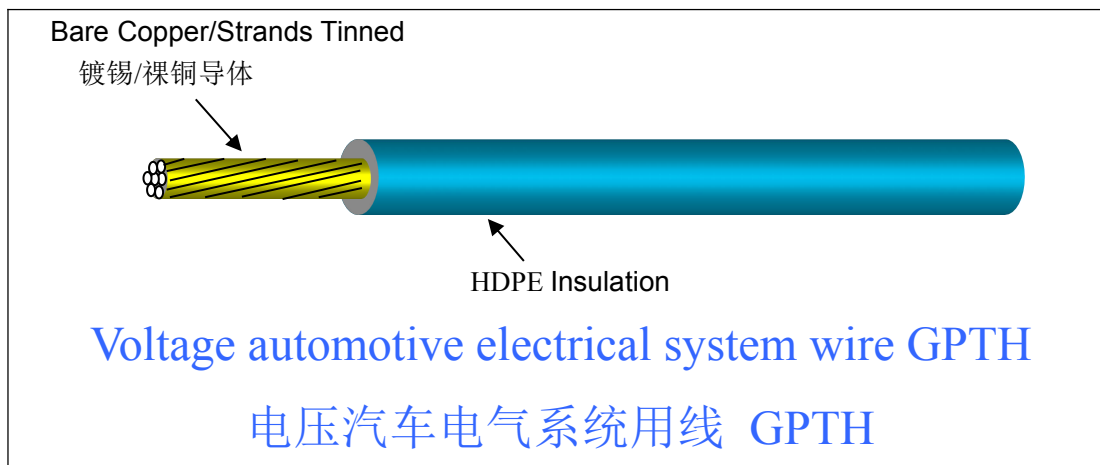 Bare Copper/Strands Tinned
镀锡/祼铜导体
HDPE Insulation
Voltage automotive electrical system wire GPTH
电压汽车电气系统用线 GPTH